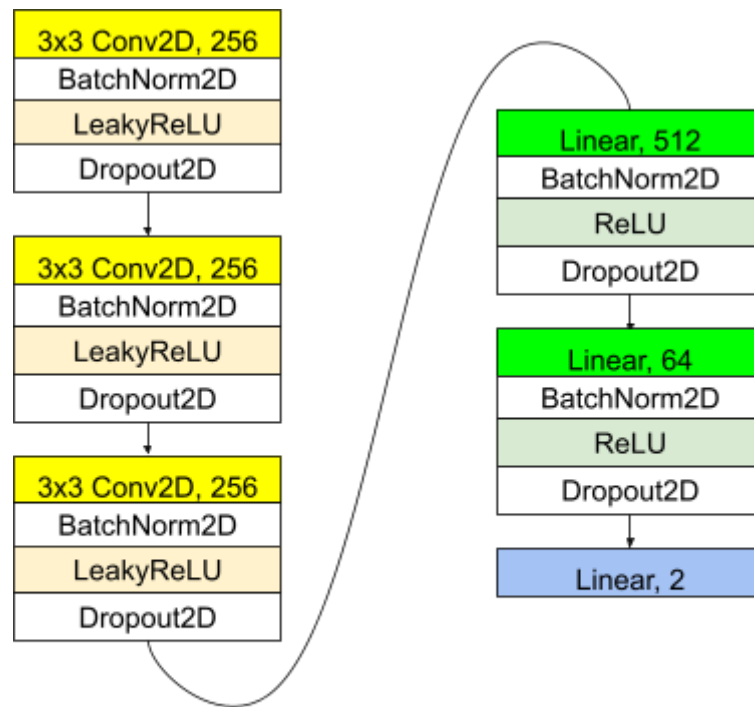 3x3 Conv2D, 256
BatchNorm2D
LeakyReLU
Dropout2D
3x3 Conv2D, 256
BatchNorm2D
LeakyReLU
Dropout2D
3x3 Conv2D, 256
BatchNorm2D
LeakyReLU
Dropout2D
Linear, 512
BatchNorm2D
ReLU
Dropout2D
Linear, 64
BatchNorm2D
ReLU
Dropout2D
Linear, 2